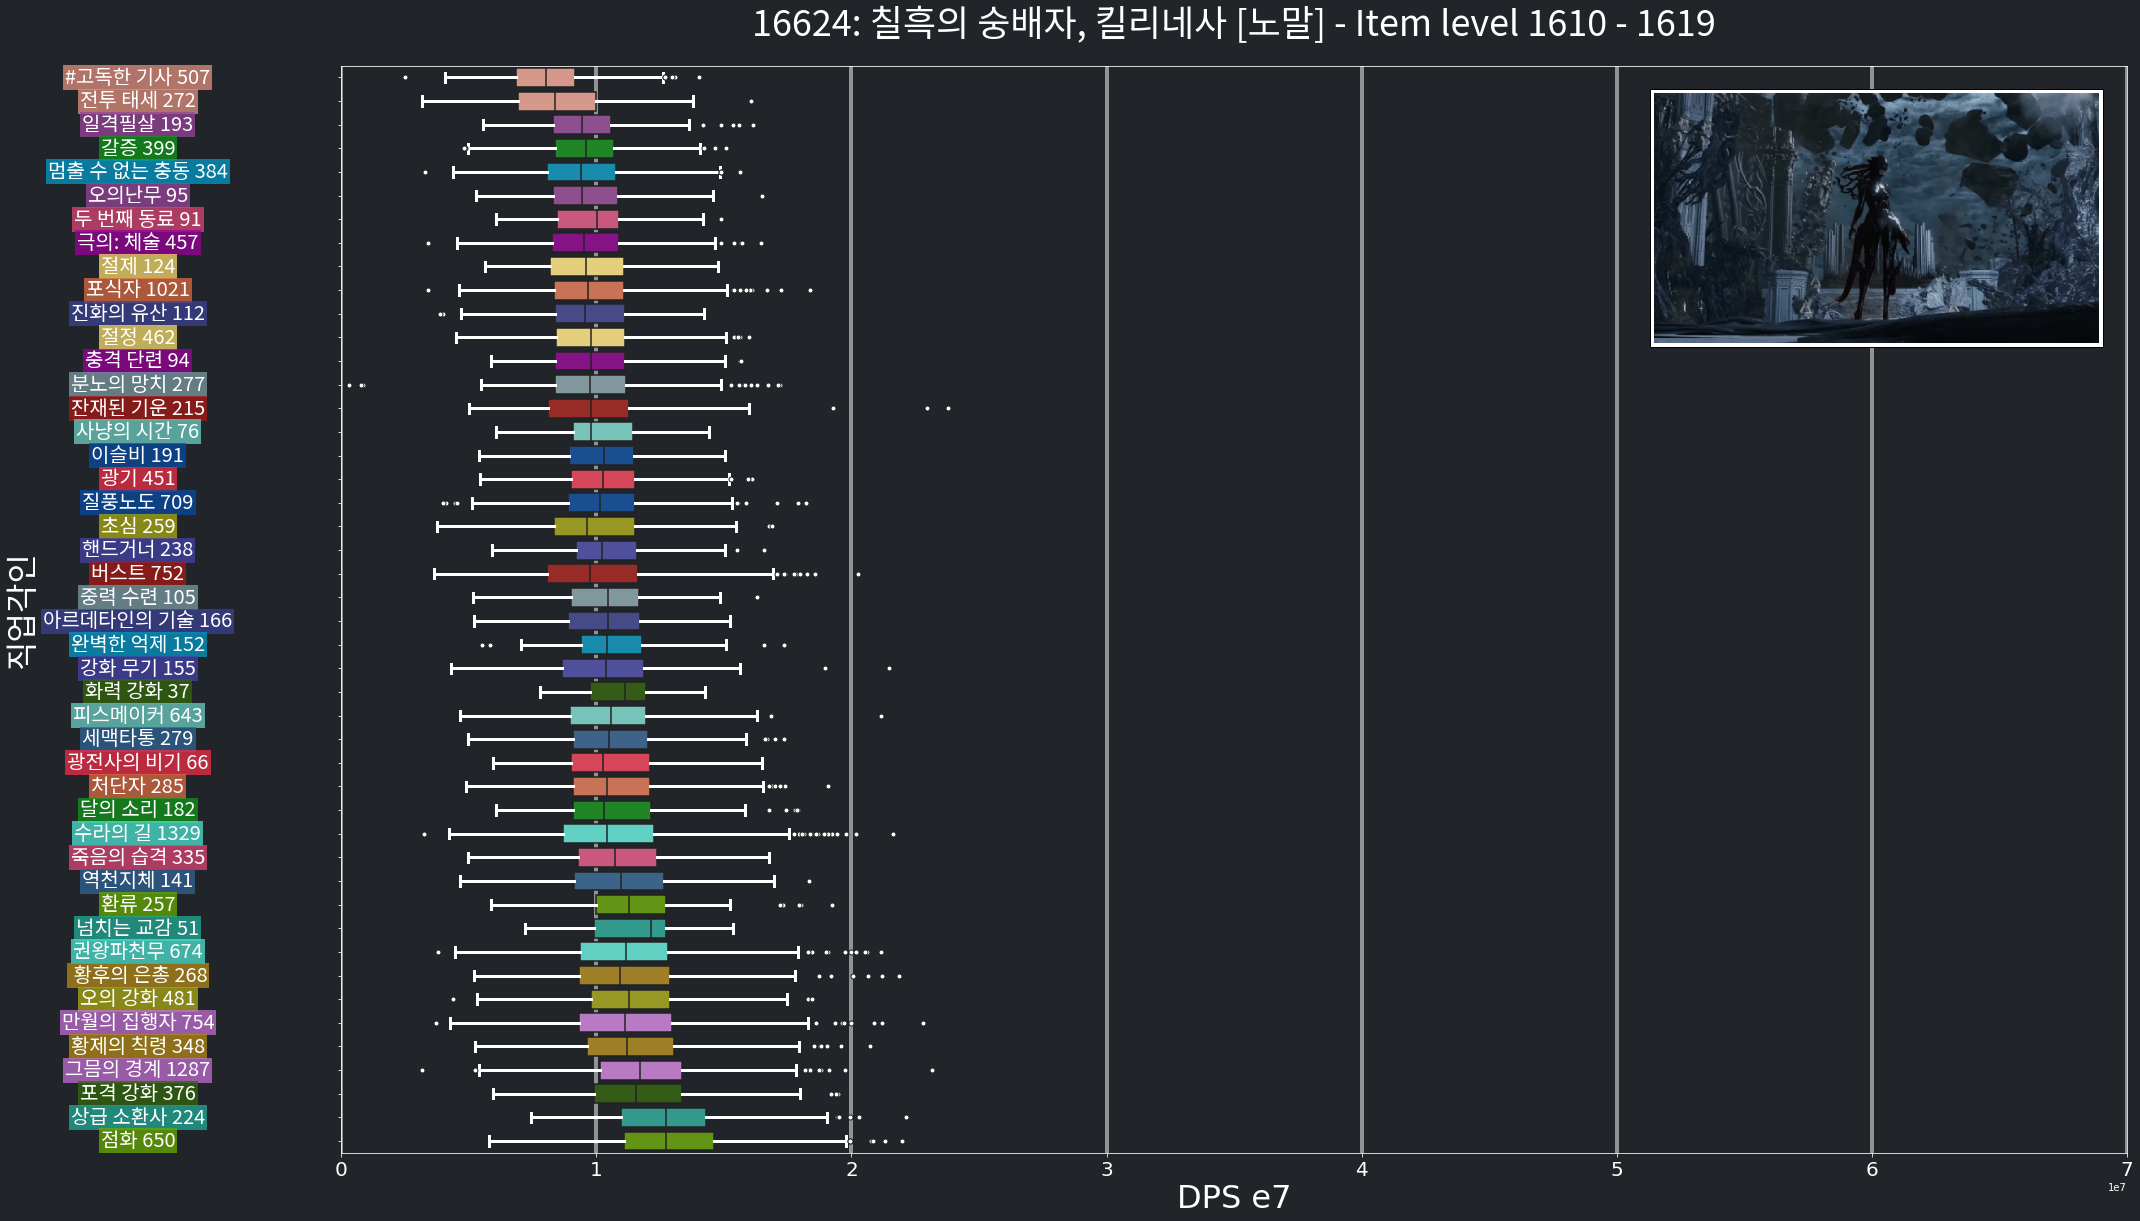 16624: 칠흑의 숭배자, 킬리네사 [노말] - Item level 1610 - 1619
#고독한 기사 507
전투 태세 272
일격필살 193
갈증 399
멈출 수 없는 충동 384
오의난무 95
두 번째 동료 91
극의: 체술 457
절제 124
포식자 1021
진화의 유산 112
절정 462
충격 단련 94
분노의 망치 277
잔재된 기운 215
사냥의 시간 76
이슬비 191
광기 451
질풍노도 709
초심 259
핸드거너 238
버스트 752
중력 수련 105
아르데타인의 기술 166
완벽한 억제 152
강화 무기 155
화력 강화 37
피스메이커 643
세맥타통 279
광전사의 비기 66
처단자 285
달의 소리 182
수라의 길 1329
죽음의 습격 335
역천지체 141
환류 257
넘치는 교감 51
권왕파천무 674
황후의 은총 268
오의 강화 481
만월의 집행자 754
황제의 칙령 348
그믐의 경계 1287
포격 강화 376
상급 소환사 224
점화 650
직업각인
0 1 2 3 4 5 6 7
DPS e7
1e7